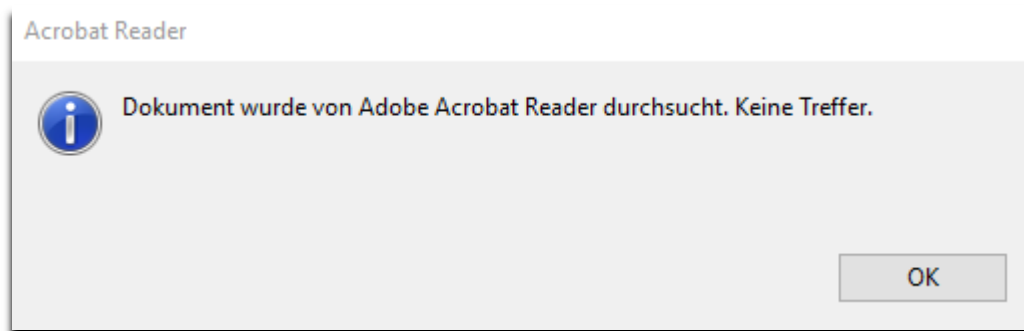 Acrobat Reader
Dokument wurde von Adobe Acrobat Reader durchsucht. Keine Treffer.
OK